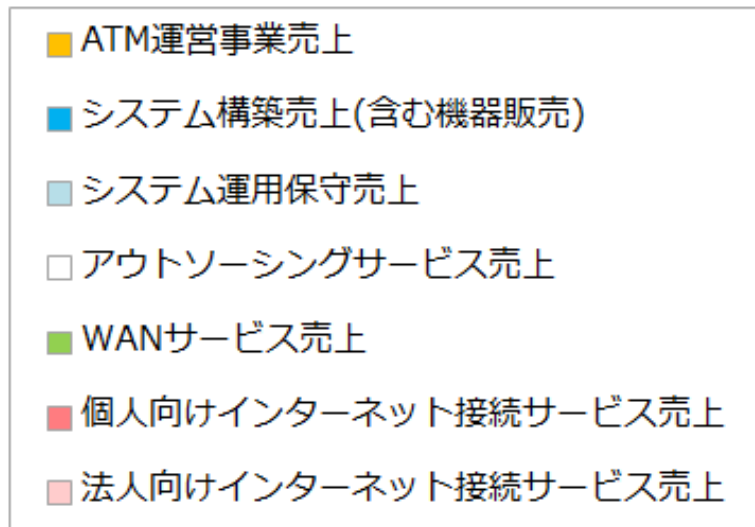 ATM運営事業売上
システム構築売上(含む機器販売)
システム運用保守売上
アウトソーシングサービス売上
WANサービス売上
個人向けインターネット接続サービス売上
法人向けインターネット接続サービス売上